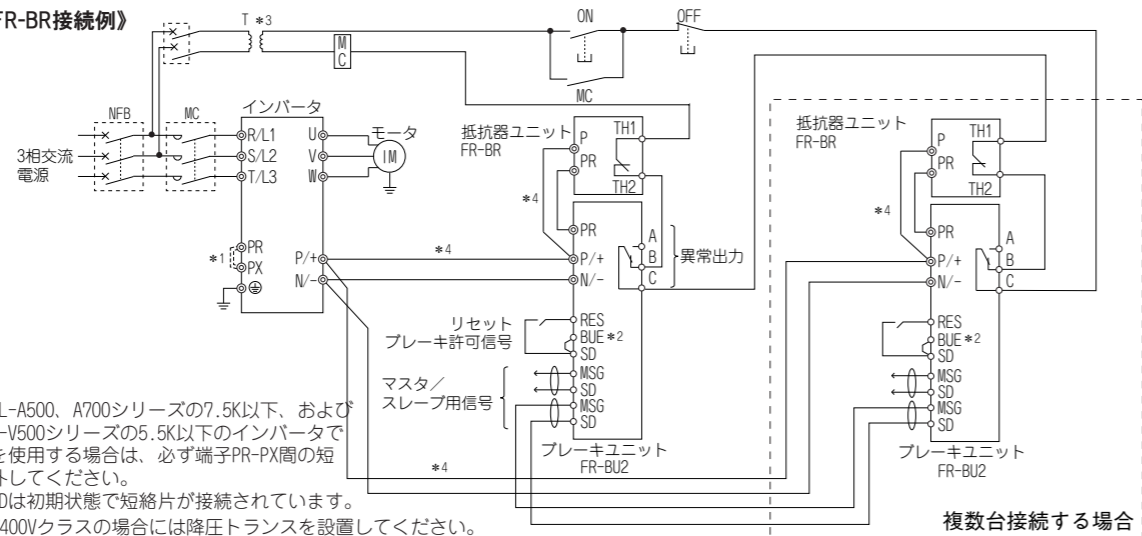 FR-BR接続例》
T *3
ON
OFF
M
C
MC
NFB
MC
インバータ
3相交流
電源
R/L1
S/L2
T/L3
U
V
W
モータ
IM
*1
PR
PX
P/+
N/-
*4
抵抗器ユニット
FR-BR
P
PR
TH1
TH2
*4
PR
P/+
N/-
A
B
C
異常出力
リセット
ブレーキ許可信号
RES
BUE *2
SD
マスタ/
スレーブ用信号
MSG
SD
MSG
SD
ブレーキユニット
FR-BU2
*4
抵抗器ユニット
FR-BR
P
PR
TH1
TH2
*4
PR
P/+
N/-
A
B
C
RES
BUE *2
SD
MSG
SD
MSG
SD
ブレーキユニット
FR-BU2
複数台接続する場合
L-A500、A700シリーズの7.5K以下、および
-V500シリーズの5.5K以下のインバータで
を使用する場合は、必ず端子PR-PX間の短
外してください。
Dは初期状態で短絡片が接続されています。
400Vクラスの場合には降圧トランスを設置してください。